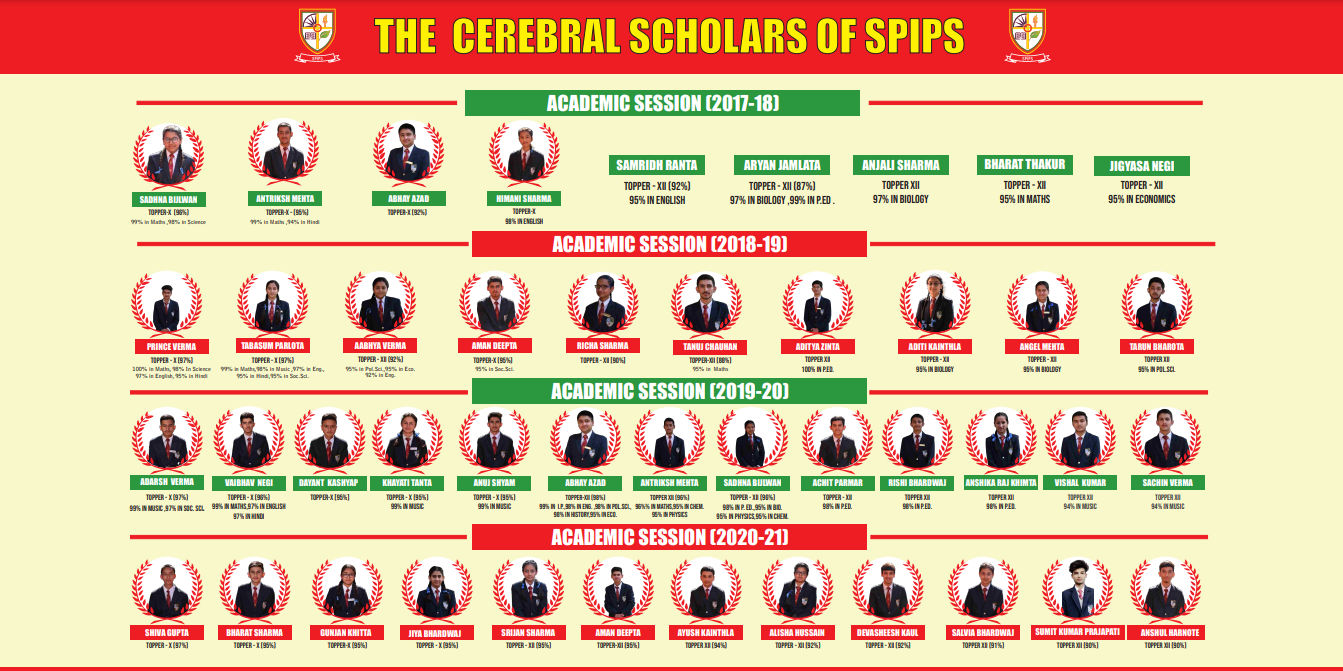 THE CEREBRAL SCHOLARS OF SPIPS
SPIPS
SPIPS
ACADEMIC SESSION (2017-18)
SADHNA BULWAN
TOPPER-X (96%)
99% in Maths ,98% in Science
ANTRIKSH MEHTA
TOPPER-X - (95%)
99% in Maths ,94% in Hindi
ABHAY AZAD
TOPPER-X (92%)
HIMANI SHARMA
TOPPER-X
98% IN ENGLISH
SAMRIDH RANTA
TOPPER - XII (92%)
95% IN ENGLISH
ARYAN JAMLATA
TOPPER - XII (87%)
97% IN BIOLOGY ,99% IN P.ED .
ANJALI SHARMA
TOPPER XII
97% IN BIOLOGY
BHARAT THAKUR
TOPPER - XII
95% IN MATHS
JIGYASA NEGI
TOPPER - XII
95% IN ECONOMICS
ACADEMIC SESSION (2018-19)
PRINCE VERMA
TOPPER - X (97%)
100% in Maths, 98% In Science
97% in English, 95% in Hindi
TABASUM PARLOTA
TOPPER - X (97%)
99% in Maths,98% in Music ,97% in Eng.,
95% in Hindi,95% in Soc.Sci.
AABHYA VERMA
TOPPER - XII (92%)
95% in Pol.Sci.,95% in Eco.
92% in Eng.
AMAN DEEPTA
TOPPER-X (95%)
95% in Soc.Sci.
RICHA SHARMA
TOPPER - XII (90%)
TANUJ CHAUHAN
TOPPER-XII (88%)
95% in Maths
ADITYA ZINTA
TOPPER XII
100% IN P.ED.
ADITI KAINTHLA
TOPPER - XII
95% IN BIOLOGY
ANGEL MEHTA
TOPPER - XII
95% IN BIOLOGY
TARUN BHAROTA
TOPPER XII
95% IN POL.SCI.
ACADEMIC SESSION (2019-20)
ADARSH VERMA
TOPPER - X (97%)
99% IN MUSIC ,97% IN SOC. SCI.
VAIBHAV NEGI
TOPPER - X (96%)
99% IN MATHS,97% IN ENGLISH
97% IN HINDI
DAYANT KASHYAP
TOPPER-X (95%)
KHAYATI TANTA
TOPPER - X (95%)
99% IN MUSIC
ANUJ SHYAM
TOPPER - X (95%)
99% IN MUSIC
ABHAY AZAD
TOPPER-XII (98%)
99% IN I.P.,98% IN ENG. ,98% IN POL.SCI.,
98% IN HISTORY,95% IN ECO.
ANTRIKSH MEHTA
TOPPER - XII (96%)
96%% IN MATHS,95% IN CHEM.
95% IN PHYSICS
SADHNA BULWAN
TOPPER - XII (96%)
98% IN P. ED.,95% IN BIO.
95% IN PHYSICS,95% IN CHEM.
ACHIT PARMAR
TOPPER - XII
98% IN P.ED.
RISHI BHARDWAJ
TOPPER - XII
98% IN P.ED.
ANSHIKA RAJ KHIMTA
TOPPER - XII
98% IN P.ED.
VISHAL KUMAR
TOPPER XII
94% IN MUSIC
SACHIN VERMA
TOPPER XII
94% IN MUSIC
ACADEMIC SESSION (2020-21)
SHIVA GUPTA
TOPPER - X (97%)
BHARAT SHARMA
TOPPER - X (95%)
GUNJAN KHITTA
TOPPER-X (95%)
JIYA BHARDWAJ
TOPPER - X (95%)
SRIJAN SHARMA
TOPPER - XII (95%)
AMAN DEEPTA
TOPPER-XII (95%)
AYUSH KAINTHLA
TOPPER XII (94%)
ALISHA HUSSAIN
TOPPER - XII (92%)
DEVASHEESH KAUL
TOPPER - XII (92%)
SALVIA BHARDWAJ
TOPPER XII (91%)
SUMIT KUMAR PRAJAPATI
TOPPER XII (90%)
ANSHUL HARNOTE
TOPPER XII (90%)